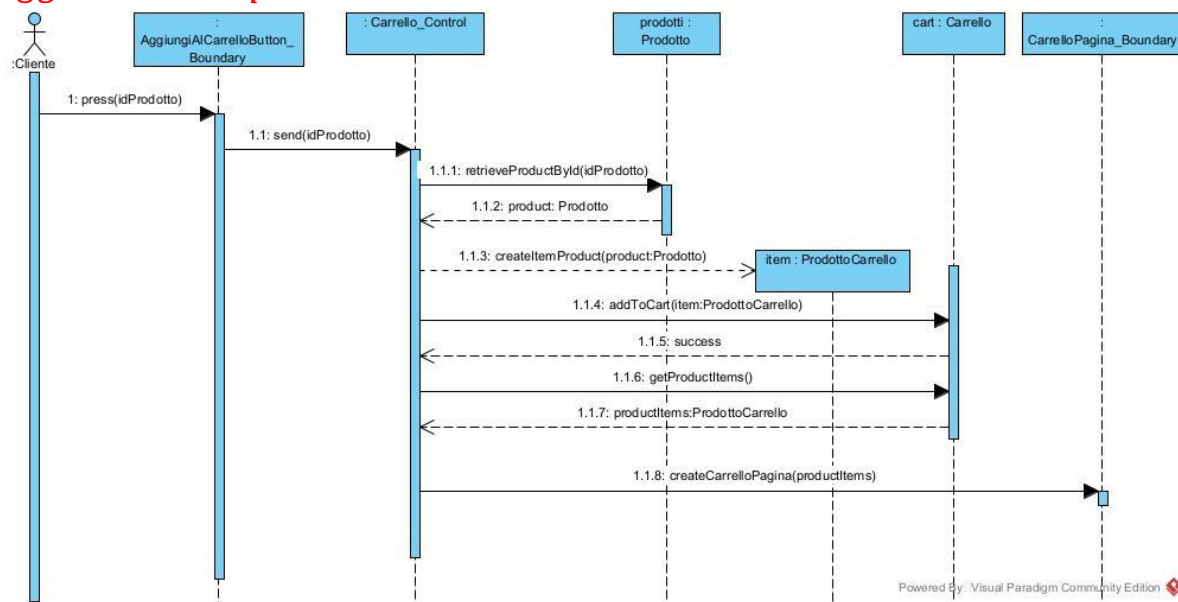 :Cliente
:
AggiungiAlCarrelloButton_
Boundary
: Carrello_Control
prodotti :
Prodotto
cart : Carrello
:
CarrelloPagina_Boundary
1: press(idProdotto)
1.1: send(idProdotto)
1.1.1: retrieveProductById(idProdotto)
1.1.2: product: Prodotto
1.1.3: createItemProduct(product:Prodotto)
item : ProdottoCarrello
1.1.4: addToCart(item:ProdottoCarrello)
1.1.5: success
1.1.6: getProductItems()
1.1.7: productItems:ProdottoCarrello
1.1.8: createCarrelloPagina(productItems)
Powered By Visual Paradigm Community Edition